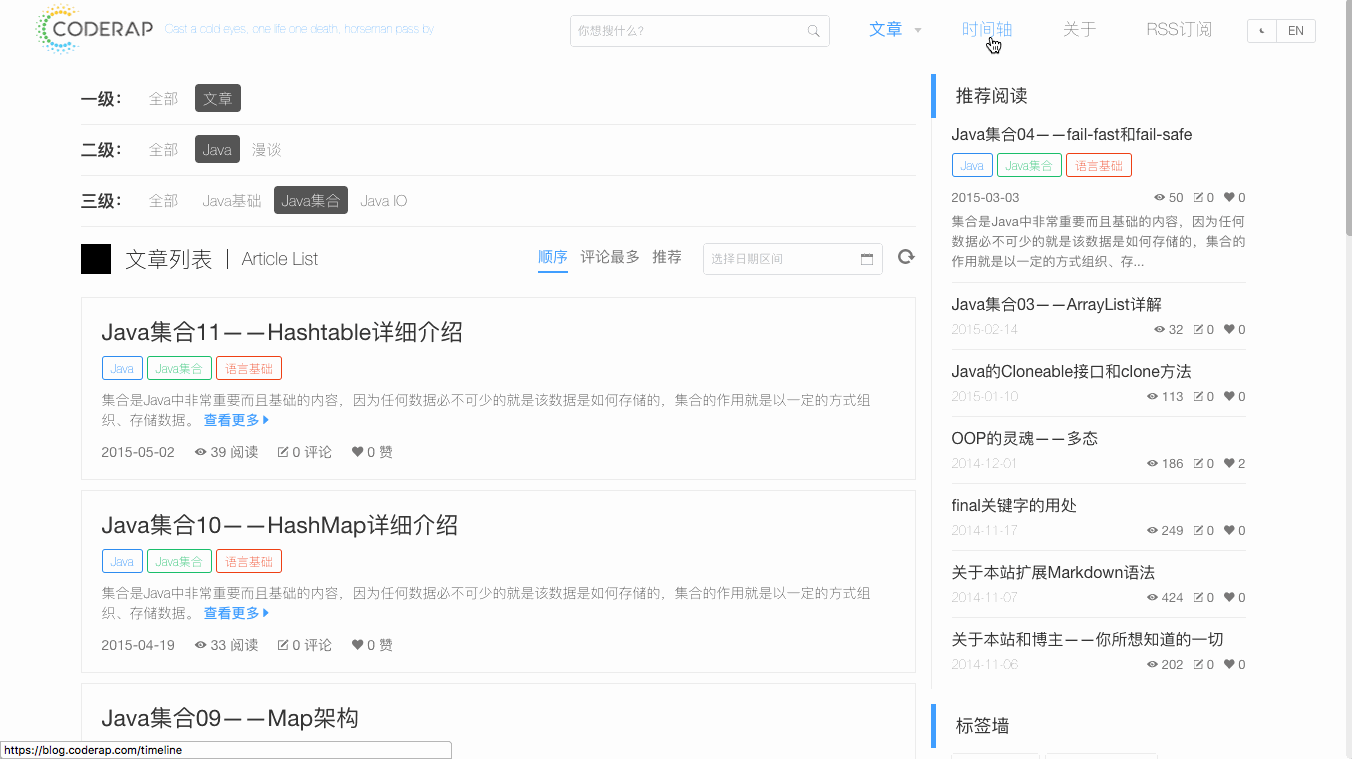 CODERAP
Cast a cold eyes, one life one death, horseman pass by
你想搜什么?
文章
时间轴
关于
RSS订阅
EN
一级：
全部 文章
二级：
全部 Java 漫谈
三级：
全部 Java基础 Java集合 Java IO
文章列表 | Article List
顺序 评论最多 推荐
选择日期区间
Java集合11——Hashtable详细介绍
Java Java集合 语言基础
集合是Java中非常重要而且基础的内容，因为任何数据必不可少的就是该数据是如何存储的，集合的作用就是以一定的方式组
织、存储数据。 查看更多
2015-05-02 39 阅读 0 评论 0 赞
Java集合10——HashMap详细介绍
Java Java集合 语言基础
集合是Java中非常重要而且基础的内容，因为任何数据必不可少的就是该数据是如何存储的，集合的作用就是以一定的方式组
织、存储数据。 查看更多
2015-04-19 33 阅读 0 评论 0 赞
Java集合09——Map架构
推荐阅读
Java集合04——fail-fast和fail-safe
Java Java集合 语言基础
2015-03-03 50 0 0
集合是Java中非常重要而且基础的内容，因为任何
数据必不可少的就是该数据是如何存储的，集合的
作用就是以一定的方式组织、存...
Java集合03——ArrayList详解
2015-02-14 32 0 0
Java的Cloneable接口和clone方法
2015-01-10 113 0 0
OOP的灵魂——多态
2014-12-01 186 0 2
final关键字的用处
2014-11-17 249 0 0
关于本站扩展Markdown语法
2014-11-07 424 0 0
关于本站和博主——你所想知道的一切
2014-11-06 202 0 0
标签墙
https://blog.coderap.com/timeline